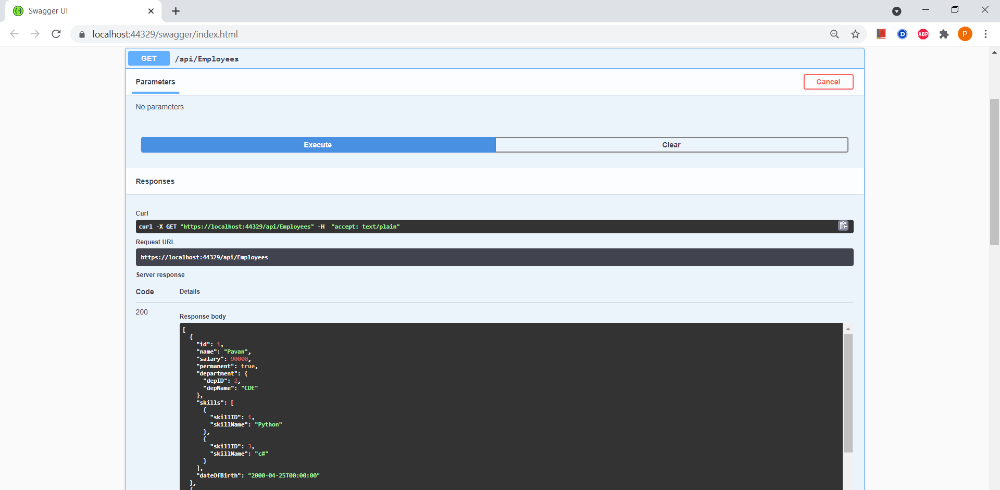 Swagger UI
localhost:44329/swagger/index.html
D
ABP
P
GET /api/Employees
Parameters
Cancel
No parameters
Execute
Clear
Responses
Curl
curl -X GET "https://localhost:44329/api/Employees" -H  "accept: text/plain"
Request URL
https://localhost:44329/api/Employees
Server response
Code Details
200
Response body
[
  {
    "id": 1,
    "name": "Pavan",
    "salary": 90000,
    "permanent": true,
    "department": {
      "depID": 2,
      "depName": "CDE"
    },
    "skills": [
      {
        "skillID": 1,
        "skillName": "Python"
      },
      {
        "skillID": 3,
        "skillName": "c#"
      }
    ],
    "dateOfBirth": "2000-04-25T00:00:00"
  },
  {